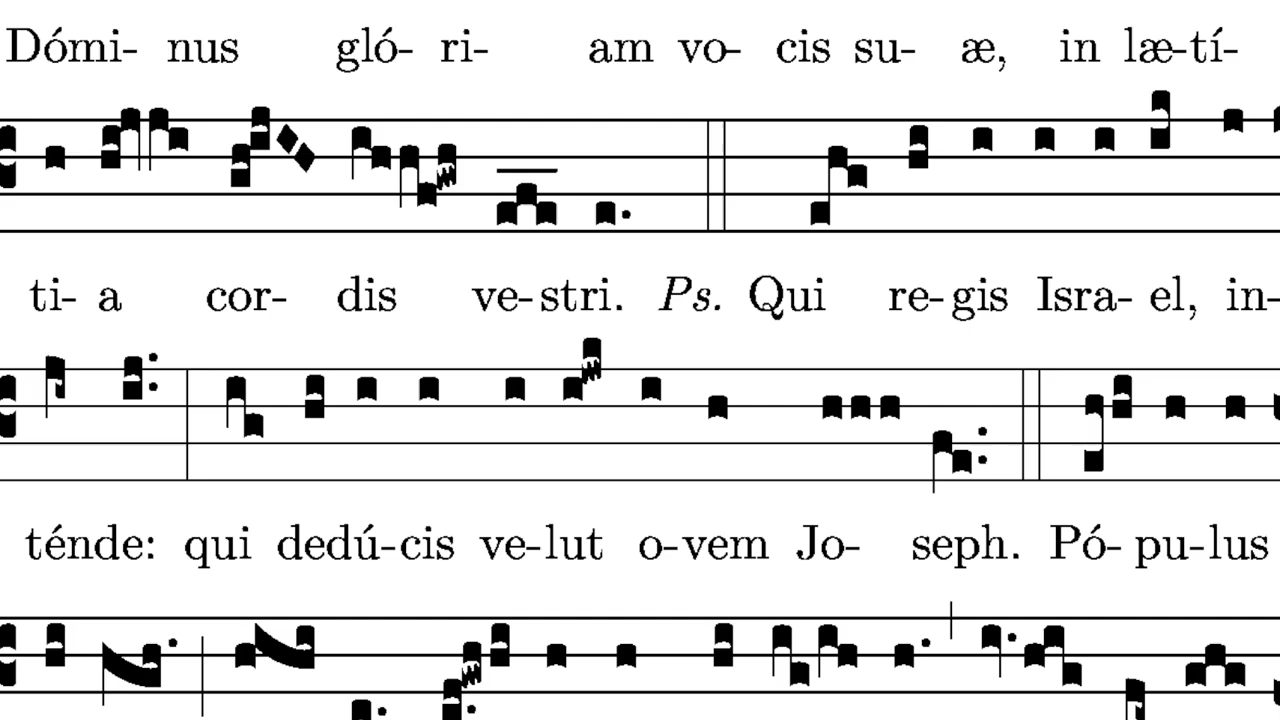 Dómi- nus gló- ri- am vo- cis su- æ, in læ-tí-
ti- a cor- dis ve-stri. Ps. Qui re-gis Isra- el, in-
ténde: qui dedú-cis ve-lut o-vem Jo- seph. Pó- pu-lus